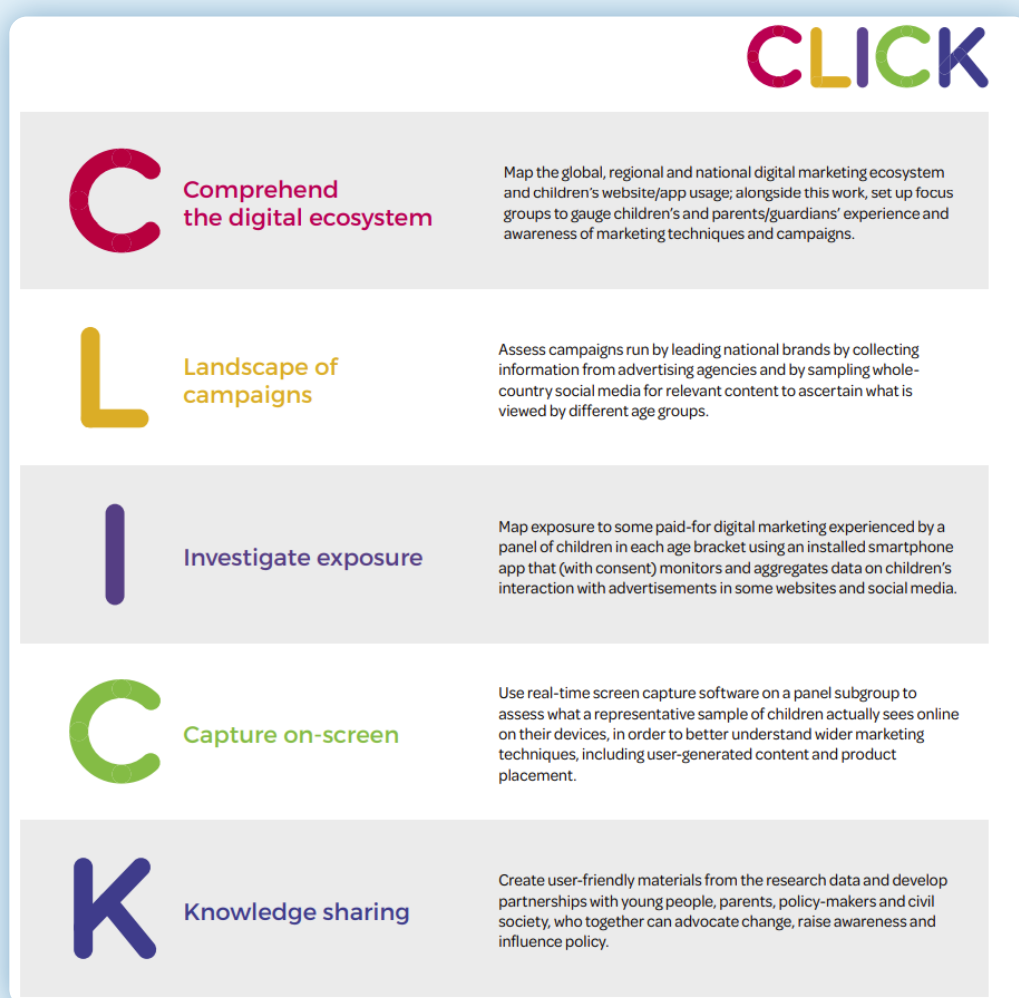 CLICK
C
Comprehend
the digital ecosystem
Map the global, regional and national digital marketing ecosystem
and children's website/app usage; alongside this work, set up focus
groups to gauge children's and parents/guardians' experience and
awareness of marketing techniques and campaigns.
L
Landscape of
campaigns
Assess campaigns run by leading national brands by collecting
information from advertising agencies and by sampling whole-
country social media for relevant content to ascertain what is
viewed by different age groups.
I
Investigate exposure
Map exposure to some paid-for digital marketing experienced by a
panel of children in each age bracket using an installed smartphone
app that (with consent) monitors and aggregates data on children's
interaction with advertisements in some websites and social media.
C
Capture on-screen
Use real-time screen capture software on a panel subgroup to
assess what a representative sample of children actually sees online
on their devices, in order to better understand wider marketing
techniques, including user-generated content and product
placement.
K
Knowledge sharing
Create user-friendly materials from the research data and develop
partnerships with young people, parents, policy-makers and civil
society, who together can advocate change, raise awareness and
influence policy.